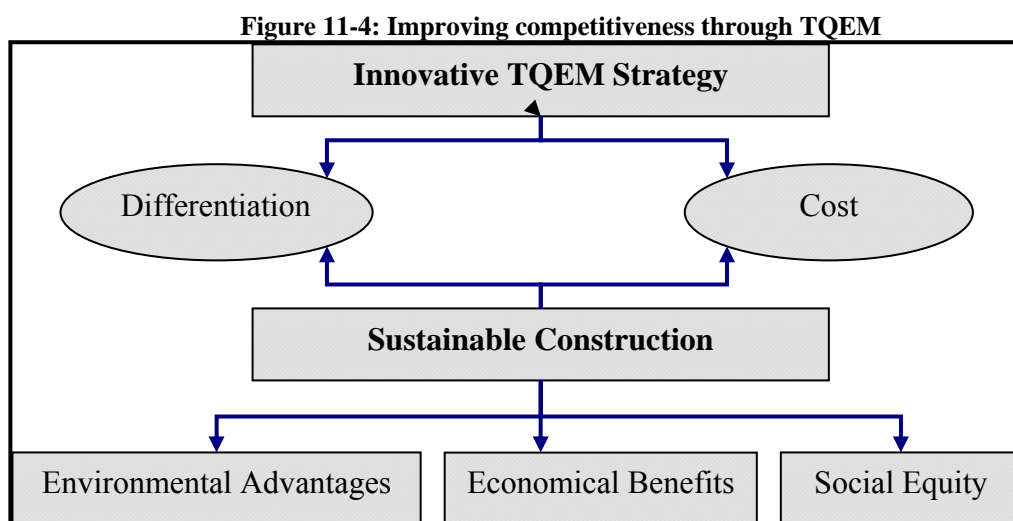 Figure 11-4: Improving competitiveness through TQEM
Innovative TQEM Strategy
Differentiation
Cost
Sustainable Construction
Environmental Advantages
Economical Benefits
Social Equity